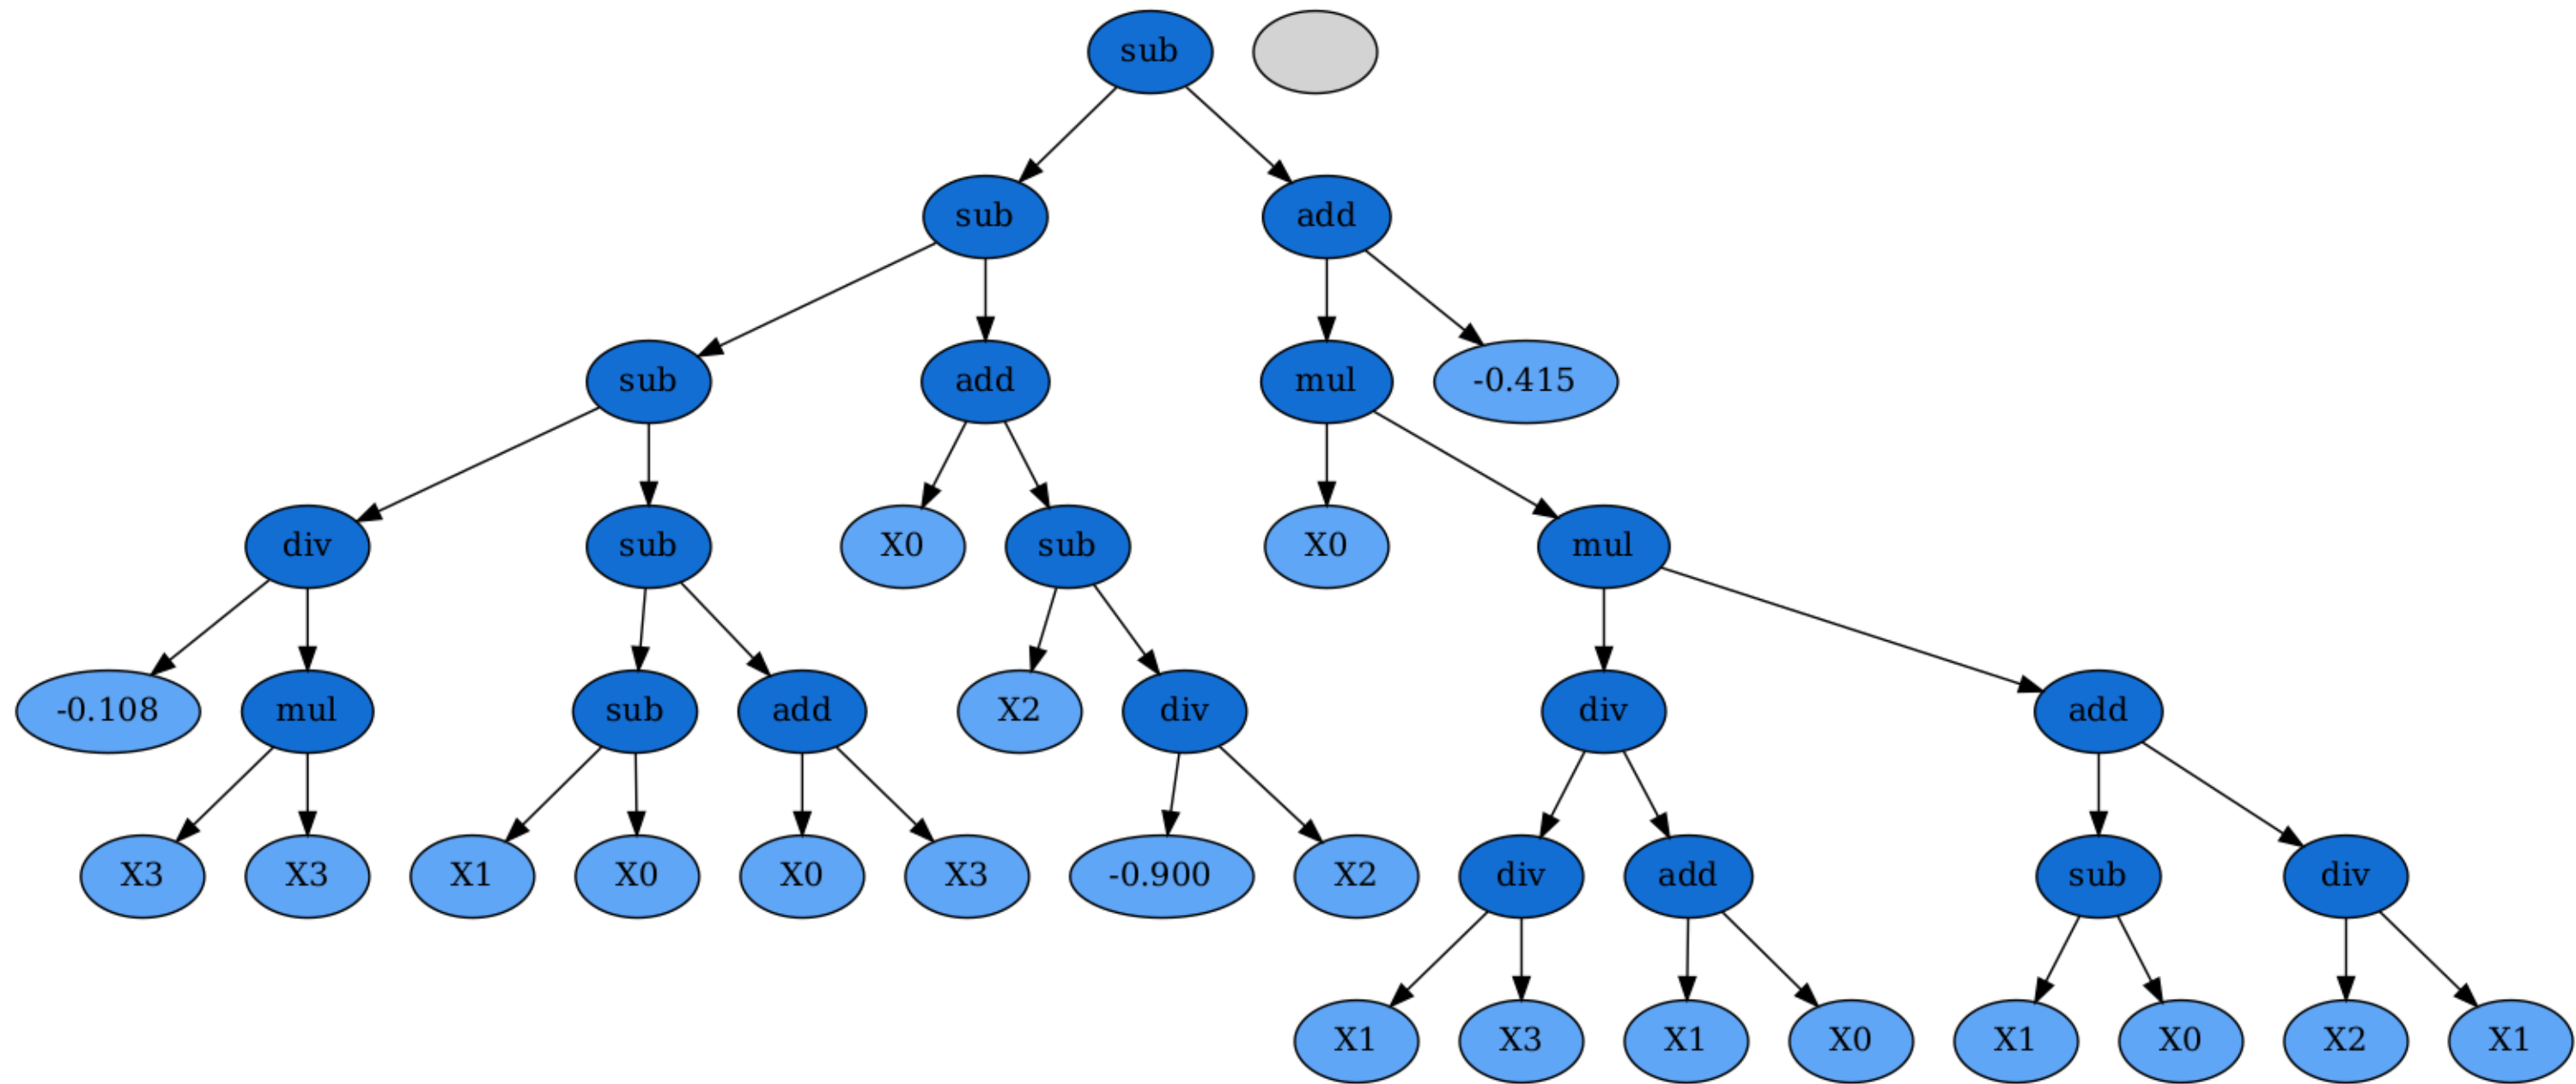 sub
sub add
sub add mul -0.415
div sub X0 sub X0 mul
-0.108 mul sub add X2 div div add
X3 X3 X1 X0 X0 X3 -0.900 X2 div add sub div
X1 X3 X1 X0 X1 X0 X2 X1